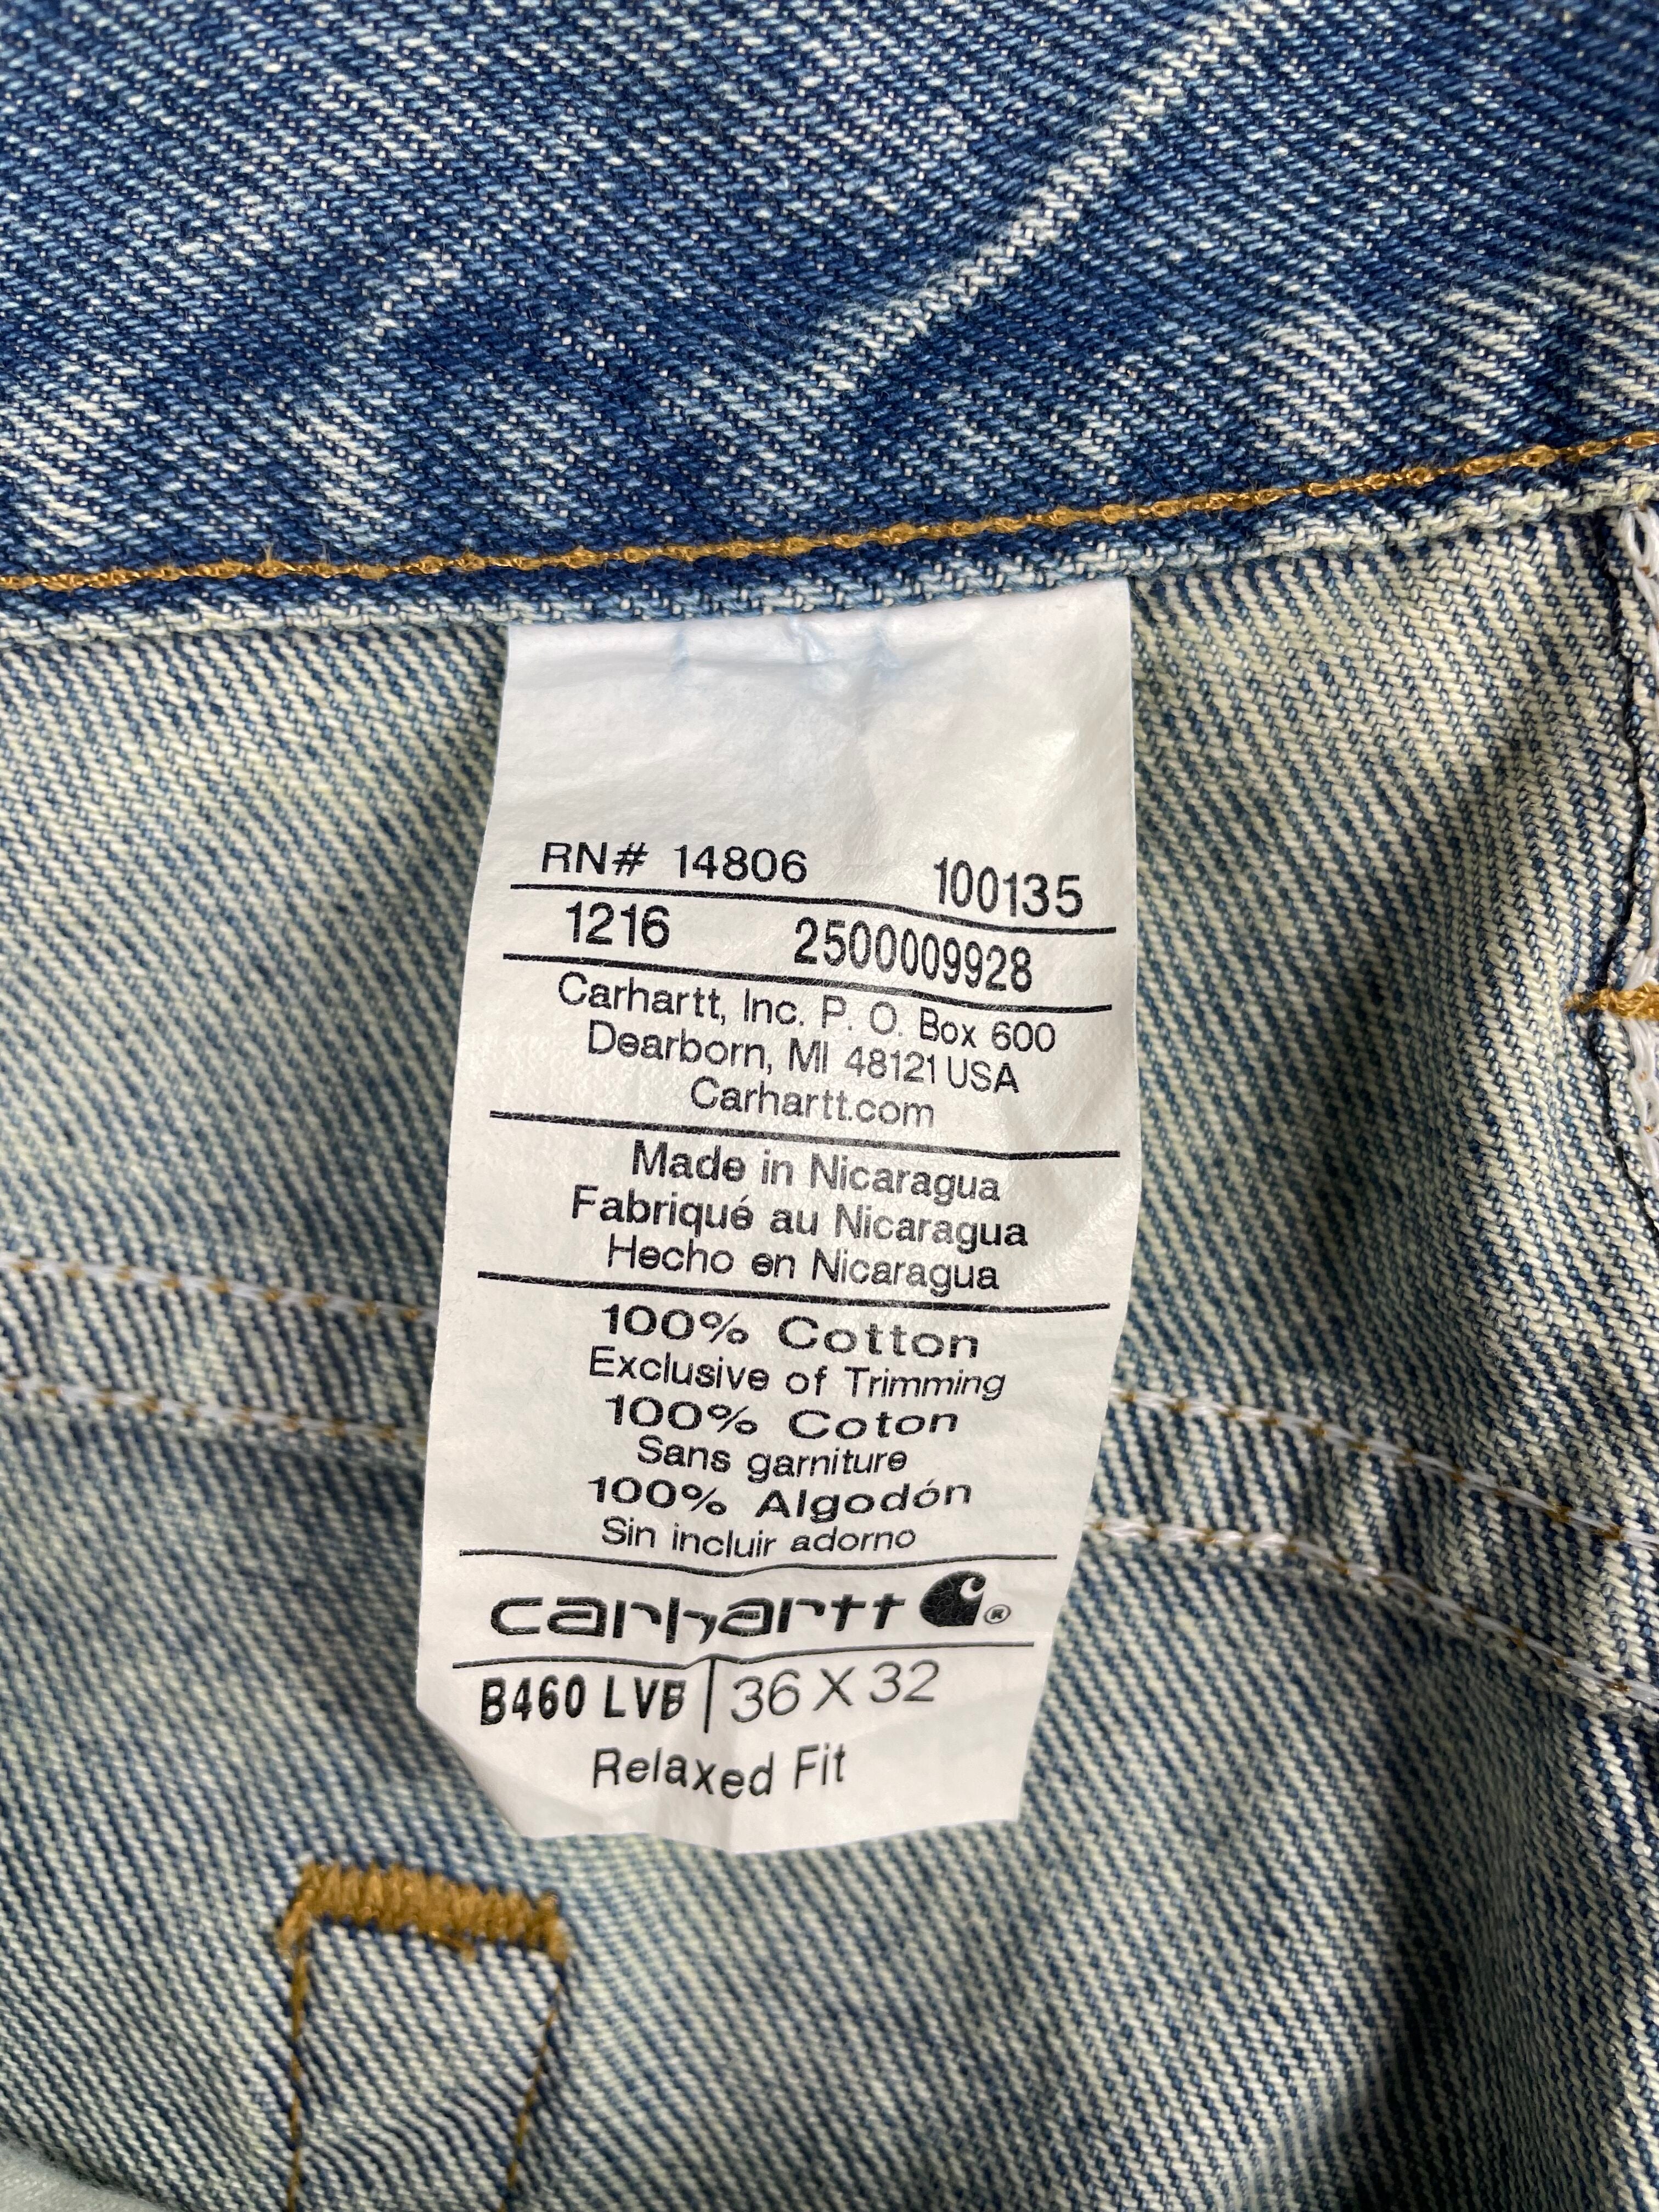 RN# 14806 100135
1216 2500009928
Carhartt, Inc. P. O. Box 600
Dearborn, MI 48121 USA
Carhartt.com
Made in Nicaragua
Fabriqué au Nicaragua
Hecho en Nicaragua
100% Cotton
Exclusive of Trimming
100% Coton
Sans garniture
100% Algodón
Sin incluir adorno
carhartt ®
B460 LVB | 36 X 32
Relaxed Fit